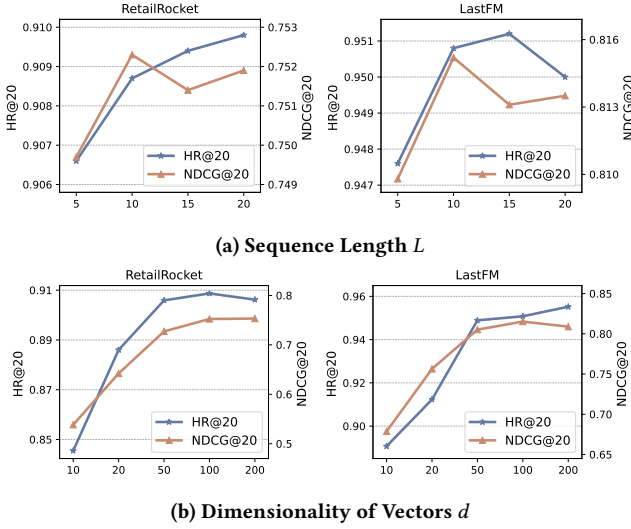 RetailRocket
LastFM
0.910
0.909
0.908
0.907
0.906
HR@20
0.753
0.752
0.751
0.750
0.749
NDCG@20
HR@20
NDCG@20
5 10 15 20
0.951
0.950
0.949
0.948
0.947
HR@20
0.816
0.813
0.810
NDCG@20
HR@20
NDCG@20
5 10 15 20
(a) Sequence Length L
RetailRocket
LastFM
0.91
0.89
0.87
0.85
HR@20
0.8
0.7
0.6
0.5
NDCG@20
HR@20
NDCG@20
10 20 50 100 200
0.96
0.94
0.92
0.90
HR@20
0.85
0.80
0.75
0.70
0.65
NDCG@20
HR@20
NDCG@20
10 20 50 100 200
(b) Dimensionality of Vectors d